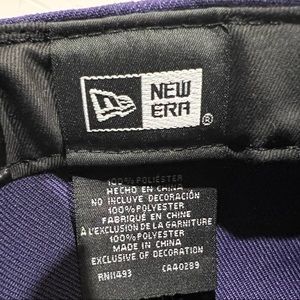 NEW
ERA
®
100% POLIÉSTER
HECHO EN CHINA
NO INCLUYE DECORACIÓN
100% POLYESTER
FABRIQUÉ EN CHINE
À L'EXCLUSION DE LA GARNITURE
100% POLYESTER
MADE IN CHINA
EXCLUSIVE OF DECORATION
RN11493 CA40289